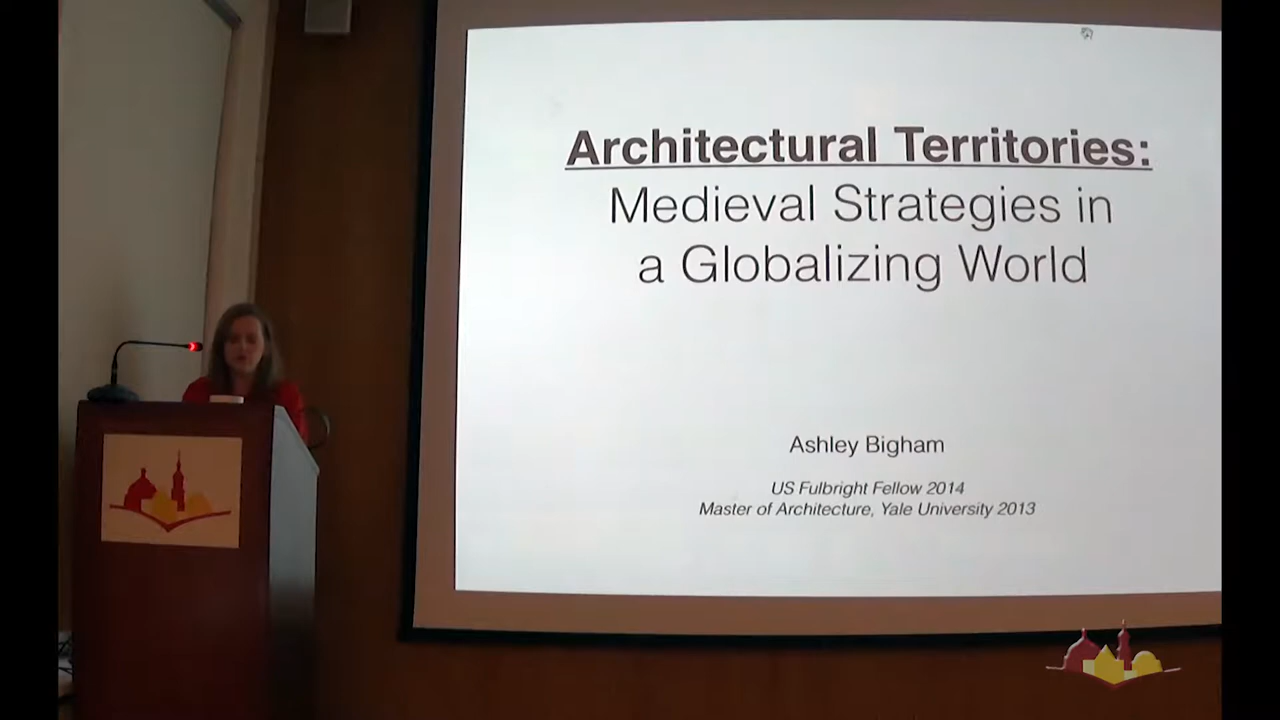 Architectural Territories:
Medieval Strategies in
a Globalizing World
Ashley Bigham
US Fulbright Fellow 2014
Master of Architecture, Yale University 2013